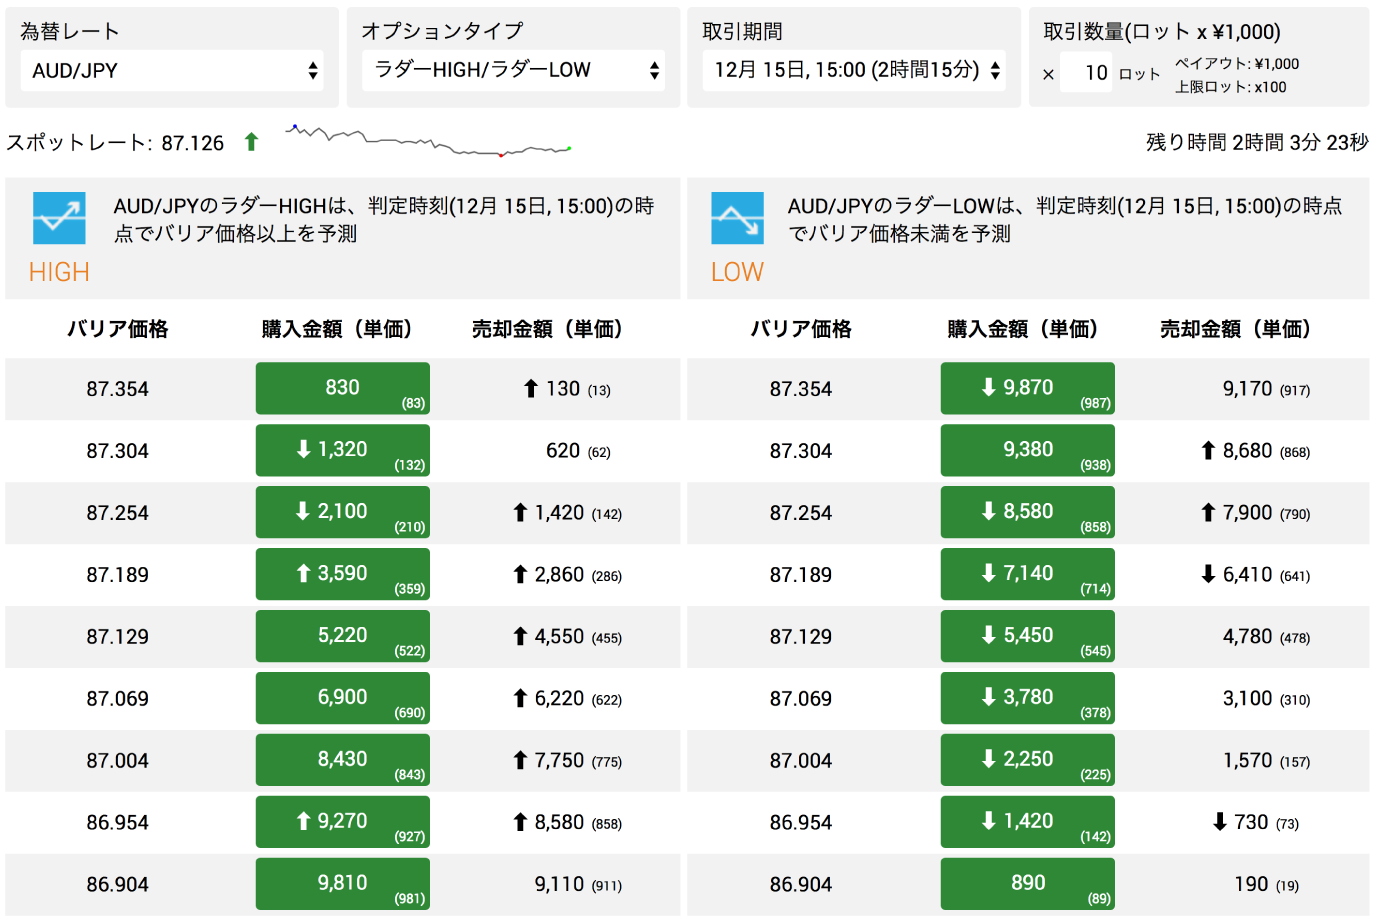 為替レート
AUD/JPY
オプションタイプ
ラダーHIGH/ラダーLOW
取引期間
12月 15日, 15:00 (2時間15分)
取引数量(ロット x ¥1,000)
× 10 ロット
ペイアウト: ¥1,000
上限ロット: x100
スポットレート: 87.126
残り時間 2時間 3分 23秒
HIGH
AUD/JPYのラダーHIGHは、判定時刻(12月 15日, 15:00)の時
点でバリア価格以上を予測
LOW
AUD/JPYのラダーLOWは、判定時刻(12月 15日, 15:00)の時点
でバリア価格未満を予測
バリア価格 購入金額（単価） 売却金額（単価）
87.354 830 (83) ⬆ 130 (13)
87.304 ⬇ 1,320 (132) 620 (62)
87.254 ⬇ 2,100 (210) ⬆ 1,420 (142)
87.189 ⬆ 3,590 (359) ⬆ 2,860 (286)
87.129 5,220 (522) ⬆ 4,550 (455)
87.069 6,900 (690) ⬆ 6,220 (622)
87.004 8,430 (843) ⬆ 7,750 (775)
86.954 ⬆ 9,270 (927) ⬆ 8,580 (858)
86.904 9,810 (981) 9,110 (911)
バリア価格 購入金額（単価） 売却金額（単価）
87.354 ⬇ 9,870 (987) 9,170 (917)
87.304 9,380 (938) ⬆ 8,680 (868)
87.254 ⬇ 8,580 (858) ⬆ 7,900 (790)
87.189 ⬇ 7,140 (714) ⬇ 6,410 (641)
87.129 ⬇ 5,450 (545) 4,780 (478)
87.069 ⬇ 3,780 (378) 3,100 (310)
87.004 ⬇ 2,250 (225) 1,570 (157)
86.954 ⬇ 1,420 (142) ⬇ 730 (73)
86.904 890 (89) 190 (19)